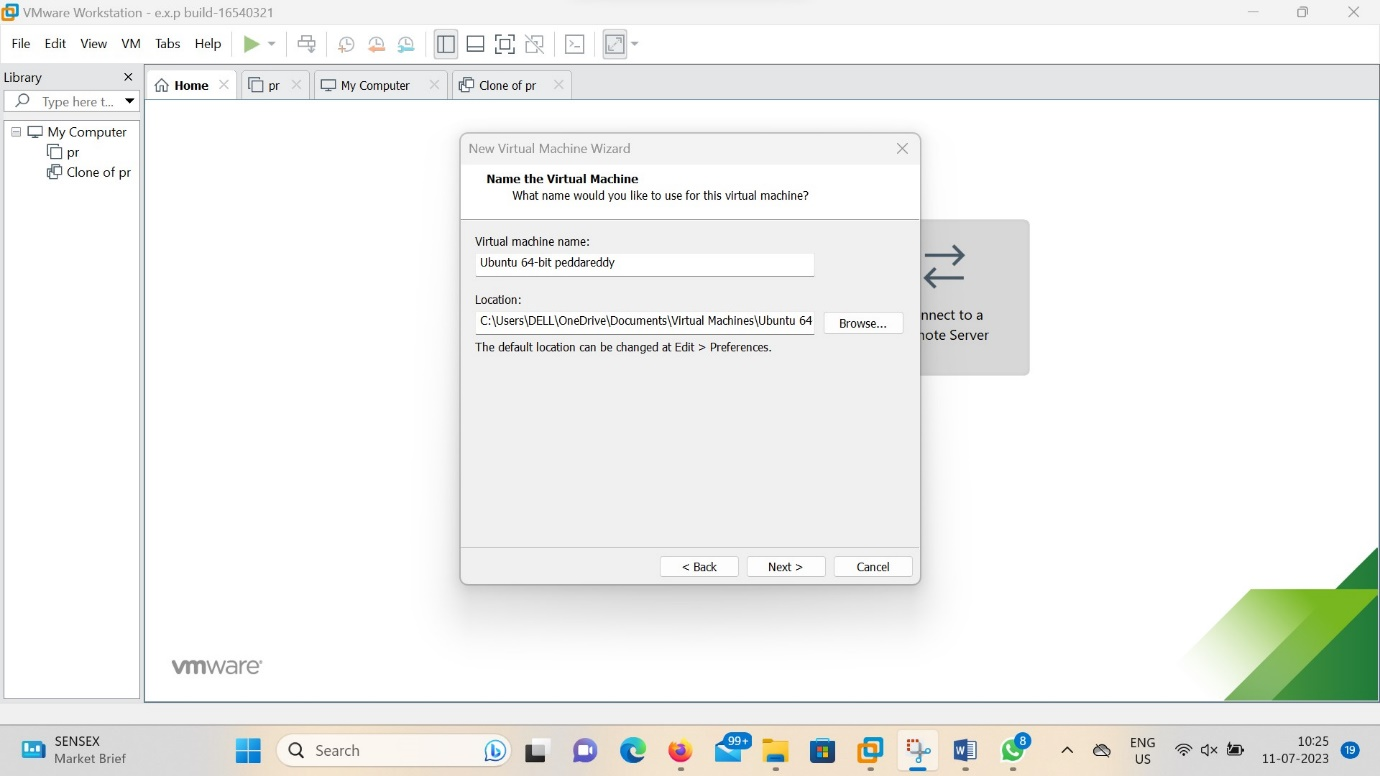 VMware Workstation - e.x.p build-16540321
File Edit View VM Tabs Help
Library
Home
pr
My Computer
Clone of pr
Type here t...
My Computer
pr
Clone of pr
New Virtual Machine Wizard
Name the Virtual Machine
What name would you like to use for this virtual machine?
Virtual machine name:
Ubuntu 64-bit peddareddy
Location:
C:\Users\DELL\OneDrive\Documents\Virtual Machines\Ubuntu 64
Browse...
The default location can be changed at Edit > Preferences.
nnect to a
note Server
< Back
Next >
Cancel
vmware
SENSEX
Market Brief
Search
99+
8
ENG
US
10:25
11-07-2023
19